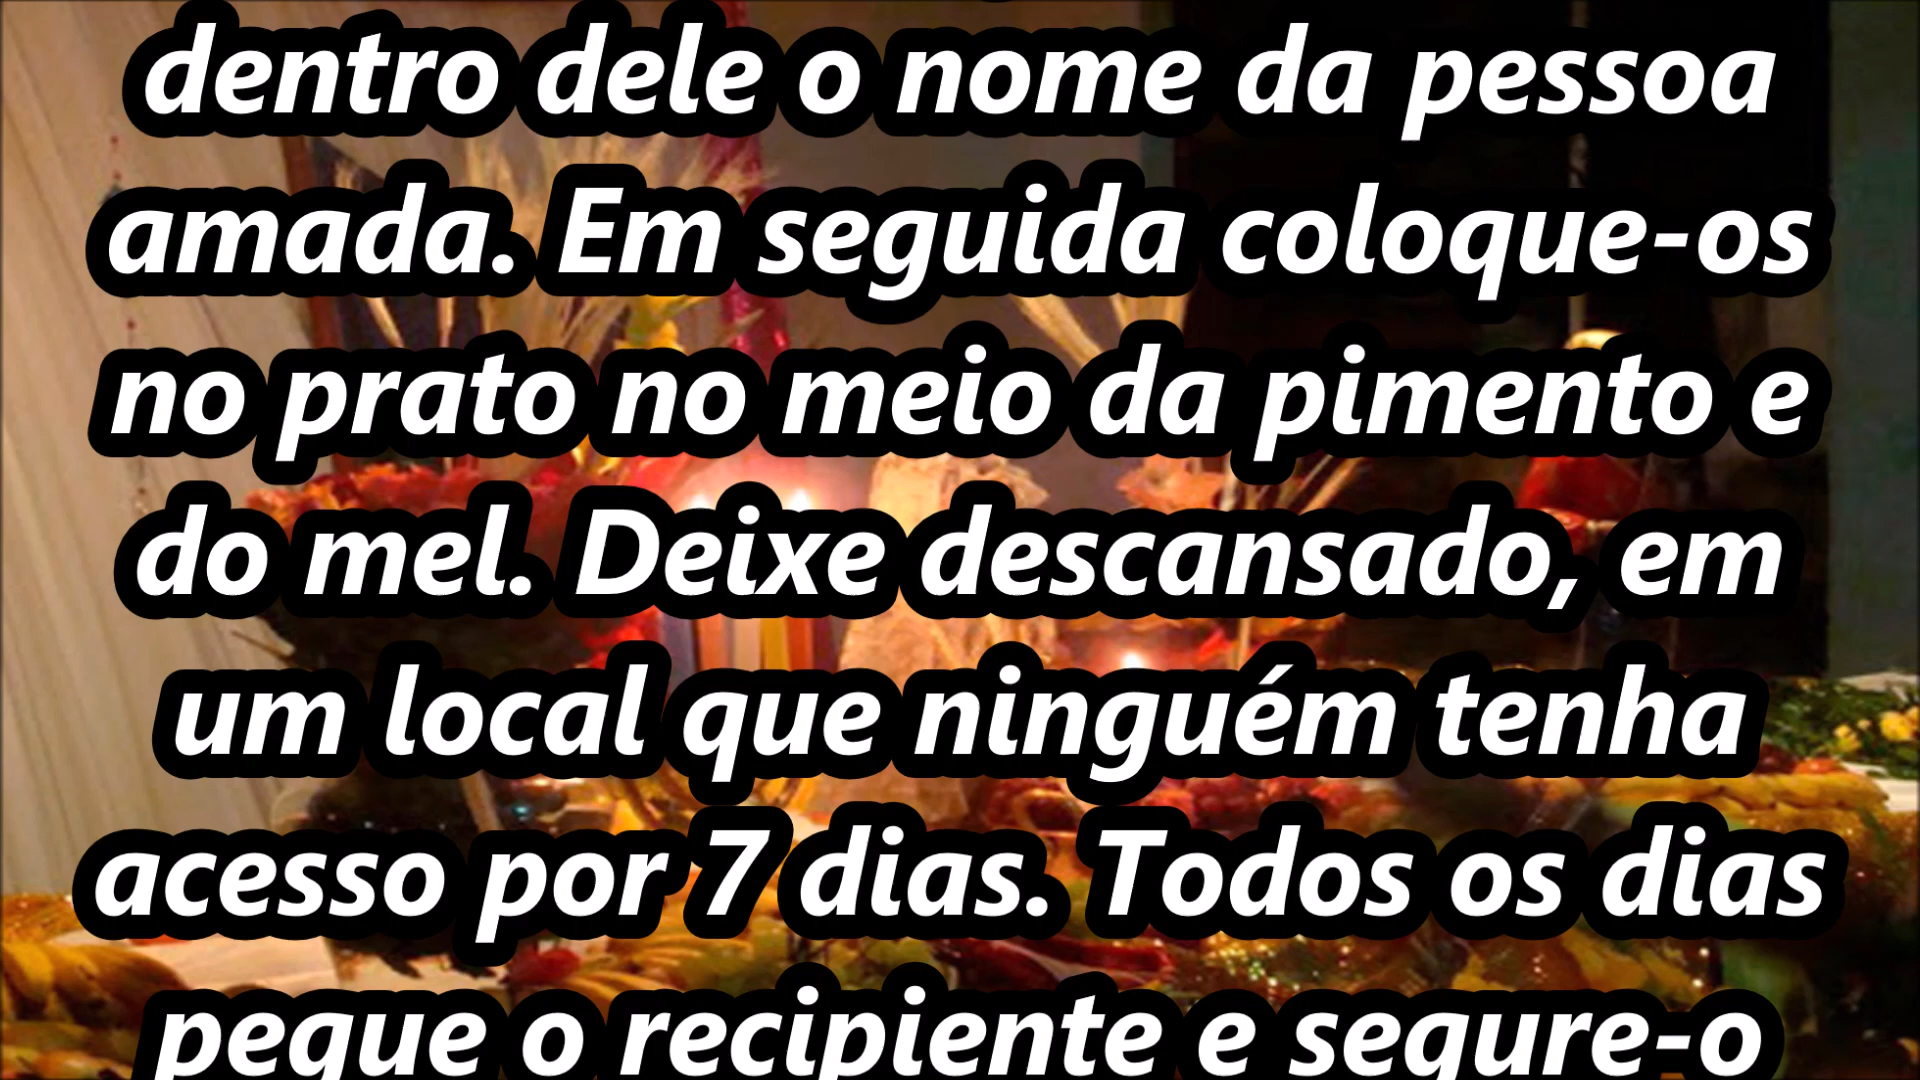 dentro dele o nome da pessoa
amada. Em seguida coloque-os
no prato no meio da pimento e
do mel. Deixe descansado, em
um local que ninguém tenha
acesso por 7 dias. Todos os dias
pegue o recipiente e segure-o